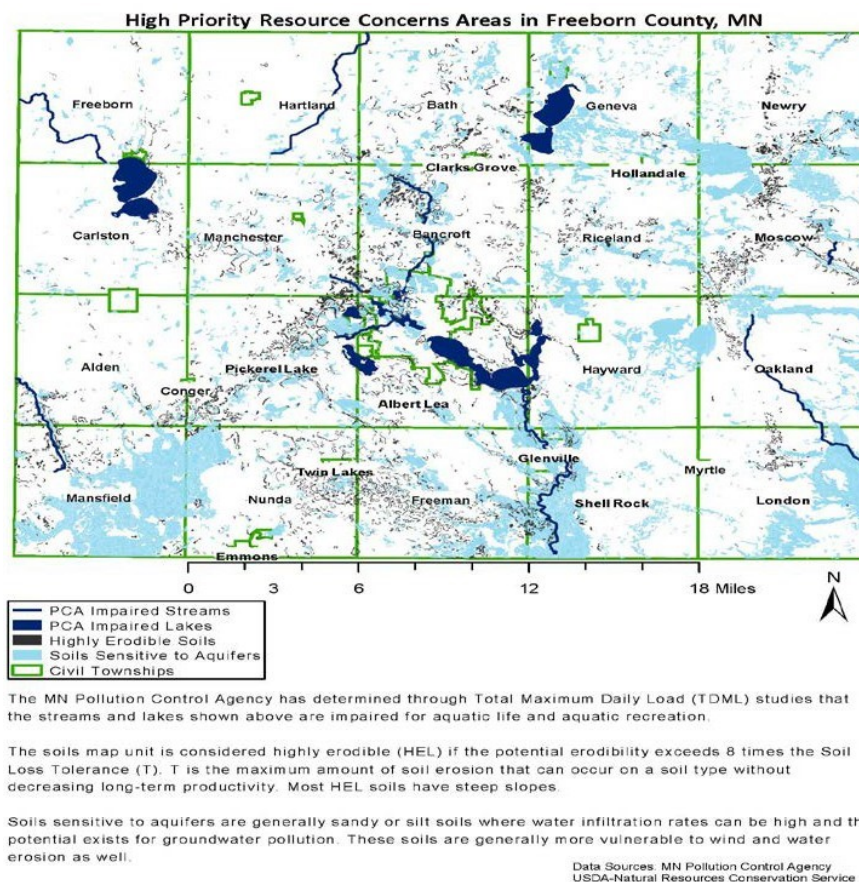 High Priority Resource Concerns Areas in Freeborn County, MN
Freeborn
Hartland
Bath
Geneva
Newry
Clarks Grove
Hollandale
Carlston
Manchester
Bancroft
Riceland
Moscow
Alden
Pickerel Lake
Hayward
Oakland
Conger
Albert Lea
Glenville
Myrtle
Twin Lakes
Mansfield
Nunda
Freeman
Shell Rock
London
Emmons
0 3 6 12 18 Miles
N
PCA Impaired Streams
PCA Impaired Lakes
Highly Erodible Soils
Soils Sensitive to Aquifers
Civil Townships
The MN Pollution Control Agency has determined through Total Maximum Daily Load (TDML) studies that
the streams and lakes shown above are impaired for aquatic life and aquatic recreation.
The soils map unit is considered highly erodible (HEL) if the potential erodibility exceeds 8 times the Soil
Loss Tolerance (T). T is the maximum amount of soil erosion that can occur on a soil type without
decreasing long-term productivity. Most HEL soils have steep slopes.
Soils sensitive to aquifers are generally sandy or silt soils where water infiltration rates can be high and th
potential exists for groundwater pollution. These soils are generally more vulnerable to wind and water
erosion as well.
Data Sources: MN Pollution Control Agency
USDA-Natural Resources Conservation Service